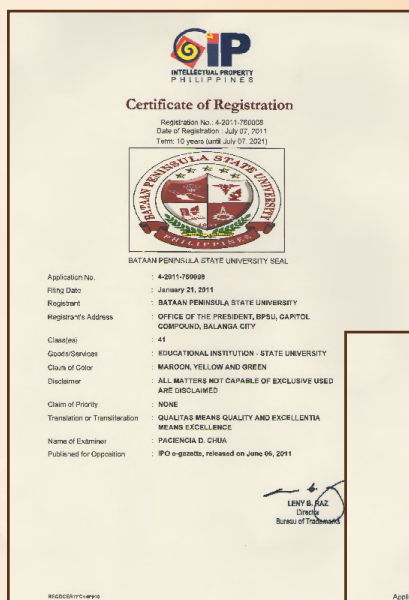 IP
INTELLECTUAL PROPERTY
PHILIPPINES
Certificate of Registration
Registration No.: 4-2011-760008
Date of Registration : July 07, 2011
Term: 10 years (until July 07, 2021)
BATAAN PENINSULA STATE UNIVERSITY
PHILIPPINES
BATAAN PENINSULA STATE UNIVERSITY SEAL
Application No. : 4-2011-760008
Filing Date : January 21, 2011
Registrant : BATAAN PENINSULA STATE UNIVERSITY
Registrant's Address : OFFICE OF THE PRESIDENT, BPSU, CAPITOL
COMPOUND, BALANGA CITY
Class(es) : 41
Goods/Services : EDUCATIONAL INSTITUTION - STATE UNIVERSITY
Claim of Color : MAROON, YELLOW AND GREEN
Disclaimer : ALL MATTERS NOT CAPABLE OF EXCLUSIVE USED
ARE DISCLAIMED
Claim of Priority : NONE
Translation or Transliteration : QUALITAS MEANS QUALITY AND EXCELLENTIA
MEANS EXCELLENCE
Name of Examiner : PACIENCIA D. CHUA
Published for Opposition : IPO e-gazette, released on June 06, 2011
LENY B. RAZ
Director
Bureau of Trademarks
Appli